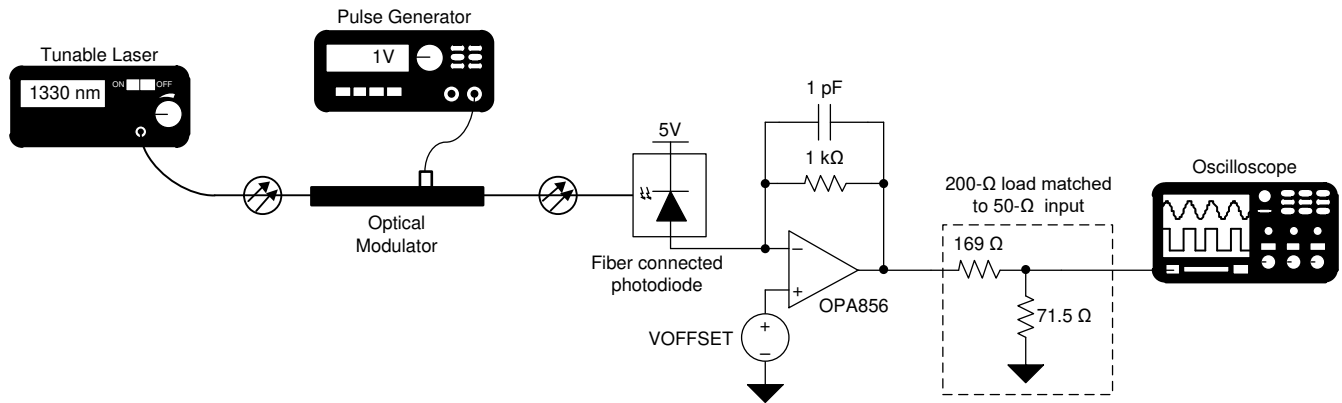 Pulse Generator
1V
Tunable Laser
1330 nm
ON
OFF
Optical
Modulator
5V
Fiber connected
photodiode
1 pF
1 kΩ
OPA856
VOFFSET
200-Ω load matched
to 50-Ω input
169 Ω
71.5 Ω
Oscilloscope